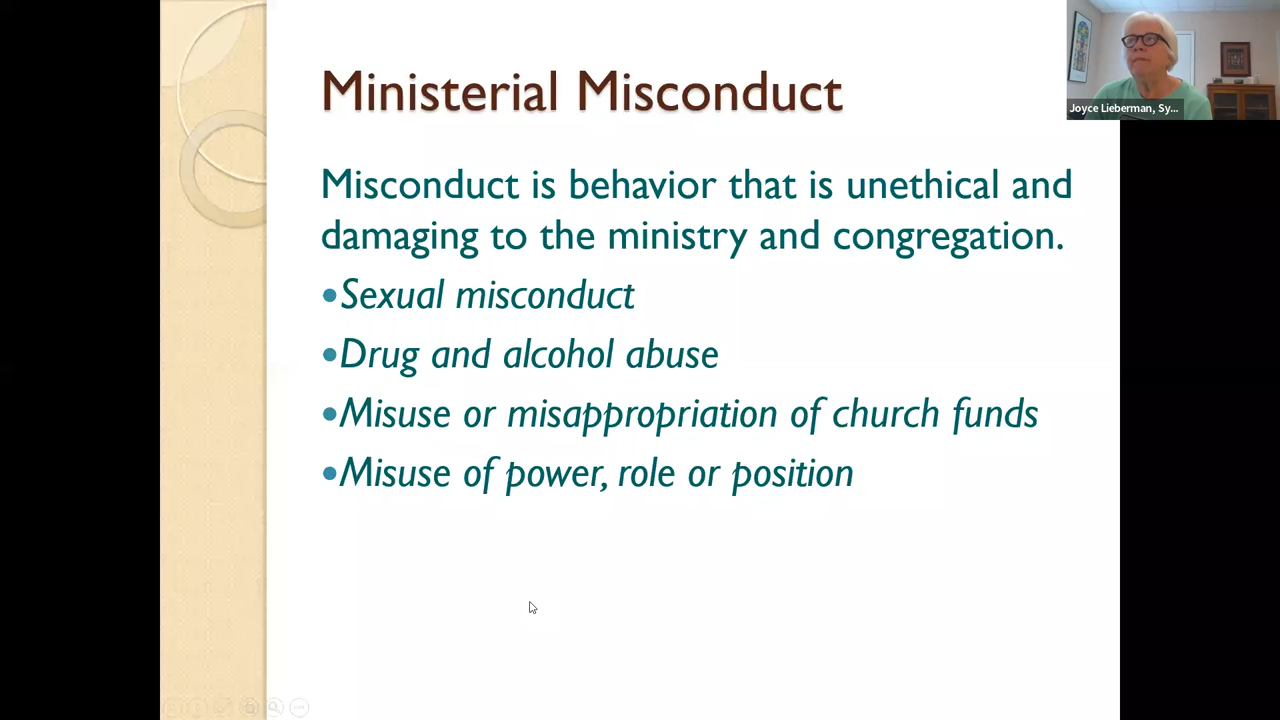 Ministerial Misconduct
Joyce Lieberman, Sy...
Misconduct is behavior that is unethical and
damaging to the ministry and congregation.
•Sexual misconduct
•Drug and alcohol abuse
•Misuse or misappropriation of church funds
•Misuse of power, role or position